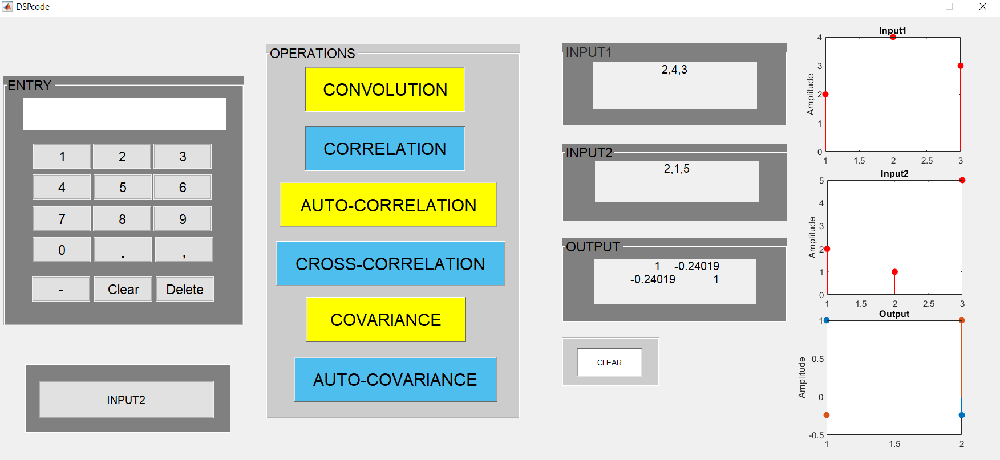 DSPcode
ENTRY
1 2 3
4 5 6
7 8 9
0 . ,
- Clear Delete
INPUT2
OPERATIONS
CONVOLUTION
CORRELATION
AUTO-CORRELATION
CROSS-CORRELATION
COVARIANCE
AUTO-COVARIANCE
INPUT1
2,4,3
INPUT2
2,1,5
OUTPUT
1 -0.24019
-0.24019 1
CLEAR
Input1
Amplitude
4
3
2
1
0
1 1.5 2 2.5 3
Input2
Amplitude
5
4
3
2
1
0
1 1.5 2 2.5 3
Output
Amplitude
1
0.5
0
-0.5
1 1.5 2